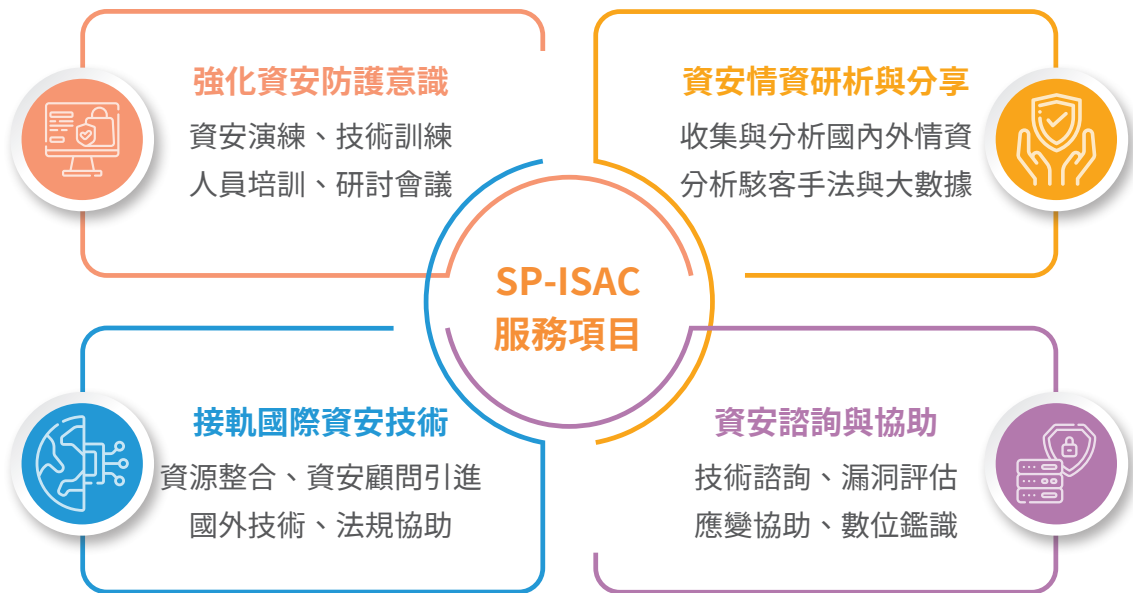 強化資安防護意識
資安演練、技術訓練
人員培訓、研討會議
資安情資研析與分享
收集與分析國內外情資
分析駭客手法與大數據
SP-ISAC
服務項目
接軌國際資安技術
資源整合、資安顧問引進
國外技術、法規協助
資安諮詢與協助
技術諮詢、漏洞評估
應變協助、數位鑑識